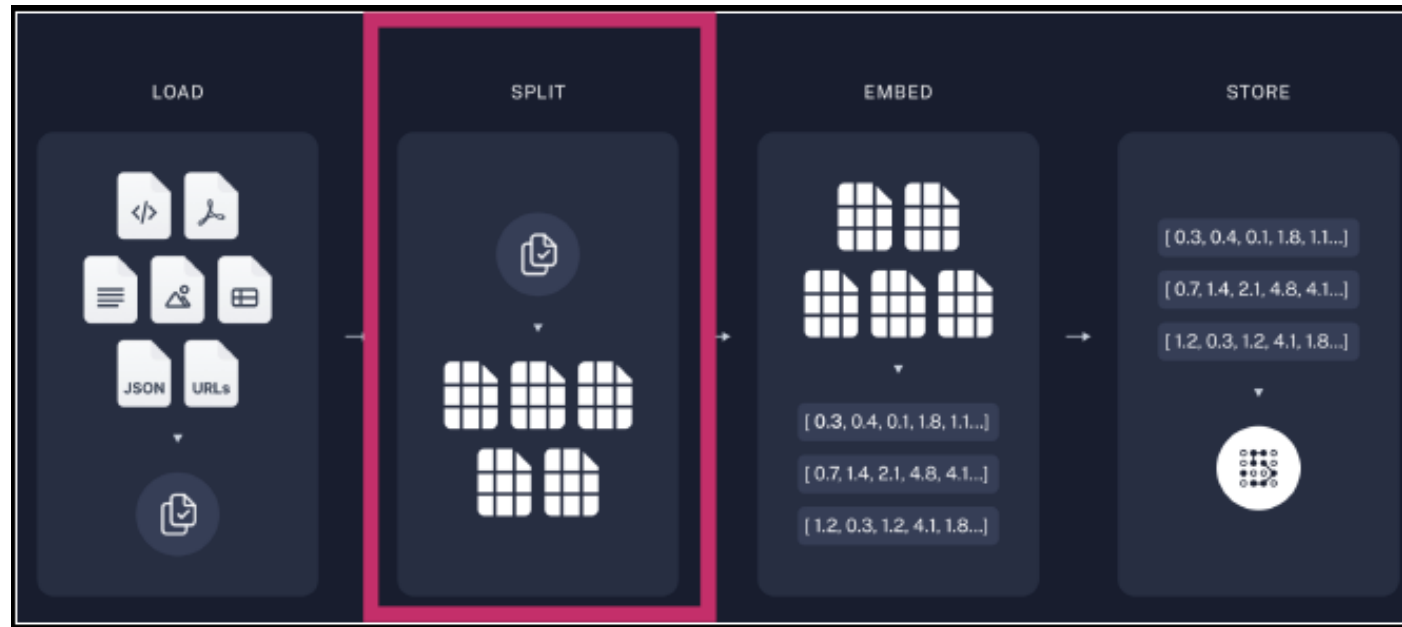 LOAD
SPLIT
EMBED
STORE
</>
JSON
URLs
[ 0.3, 0.4, 0.1, 1.8, 1.1...]
[ 0.7, 1.4, 2.1, 4.8, 4.1...]
[ 1.2, 0.3, 1.2, 4.1, 1.8...]
[ 0.3, 0.4, 0.1, 1.8, 1.1...]
[ 0.7, 1.4, 2.1, 4.8, 4.1...]
[ 1.2, 0.3, 1.2, 4.1, 1.8...]